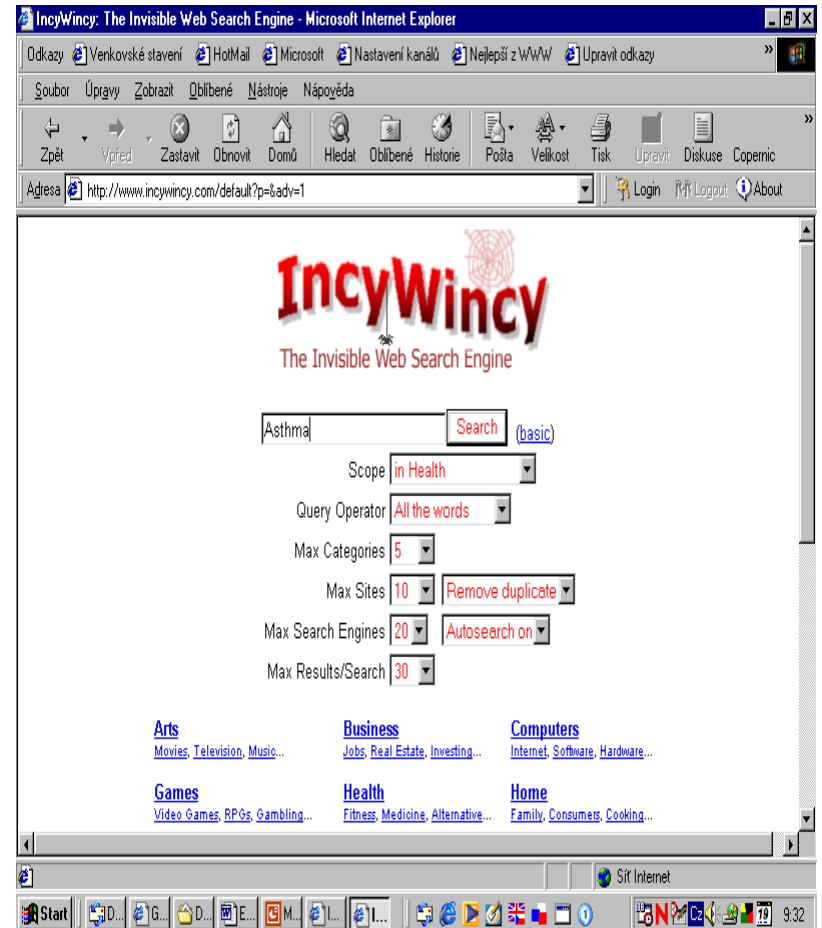 IncyWincy: The Invisible Web Search Engine - Microsoft Internet Explorer
Odkazy Venkovské stavení HotMail Microsoft Nastavení kanálů Nejlepší z WWW Upravit odkazy »
Soubor Úpravy Zobrazit Oblíbené Nástroje Nápověda
Zpět Vpřed Zastavit Obnovit Domů Hledat Oblíbené Historie Pošta Velikost Tisk Upravit Diskuse Copernic »
Adresa http://www.incywincy.com/default?p=&adv=1 Login Logout About
IncyWincy
The Invisible Web Search Engine
Asthma Search (basic)
Scope in Health
Query Operator All the words
Max Categories 5
Max Sites 10 Remove duplicate
Max Search Engines 20 Autosearch on
Max Results/Search 30
Arts Business Computers
Movies, Television, Music... Jobs, Real Estate, Investing... Internet, Software, Hardware...
Games Health Home
Video Games, RPGs, Gambling... Fitness, Medicine, Alternative... Family, Consumers, Cooking...
Síť Internet
Start D... G... D... E... M... I... I... Cz 19 9:32